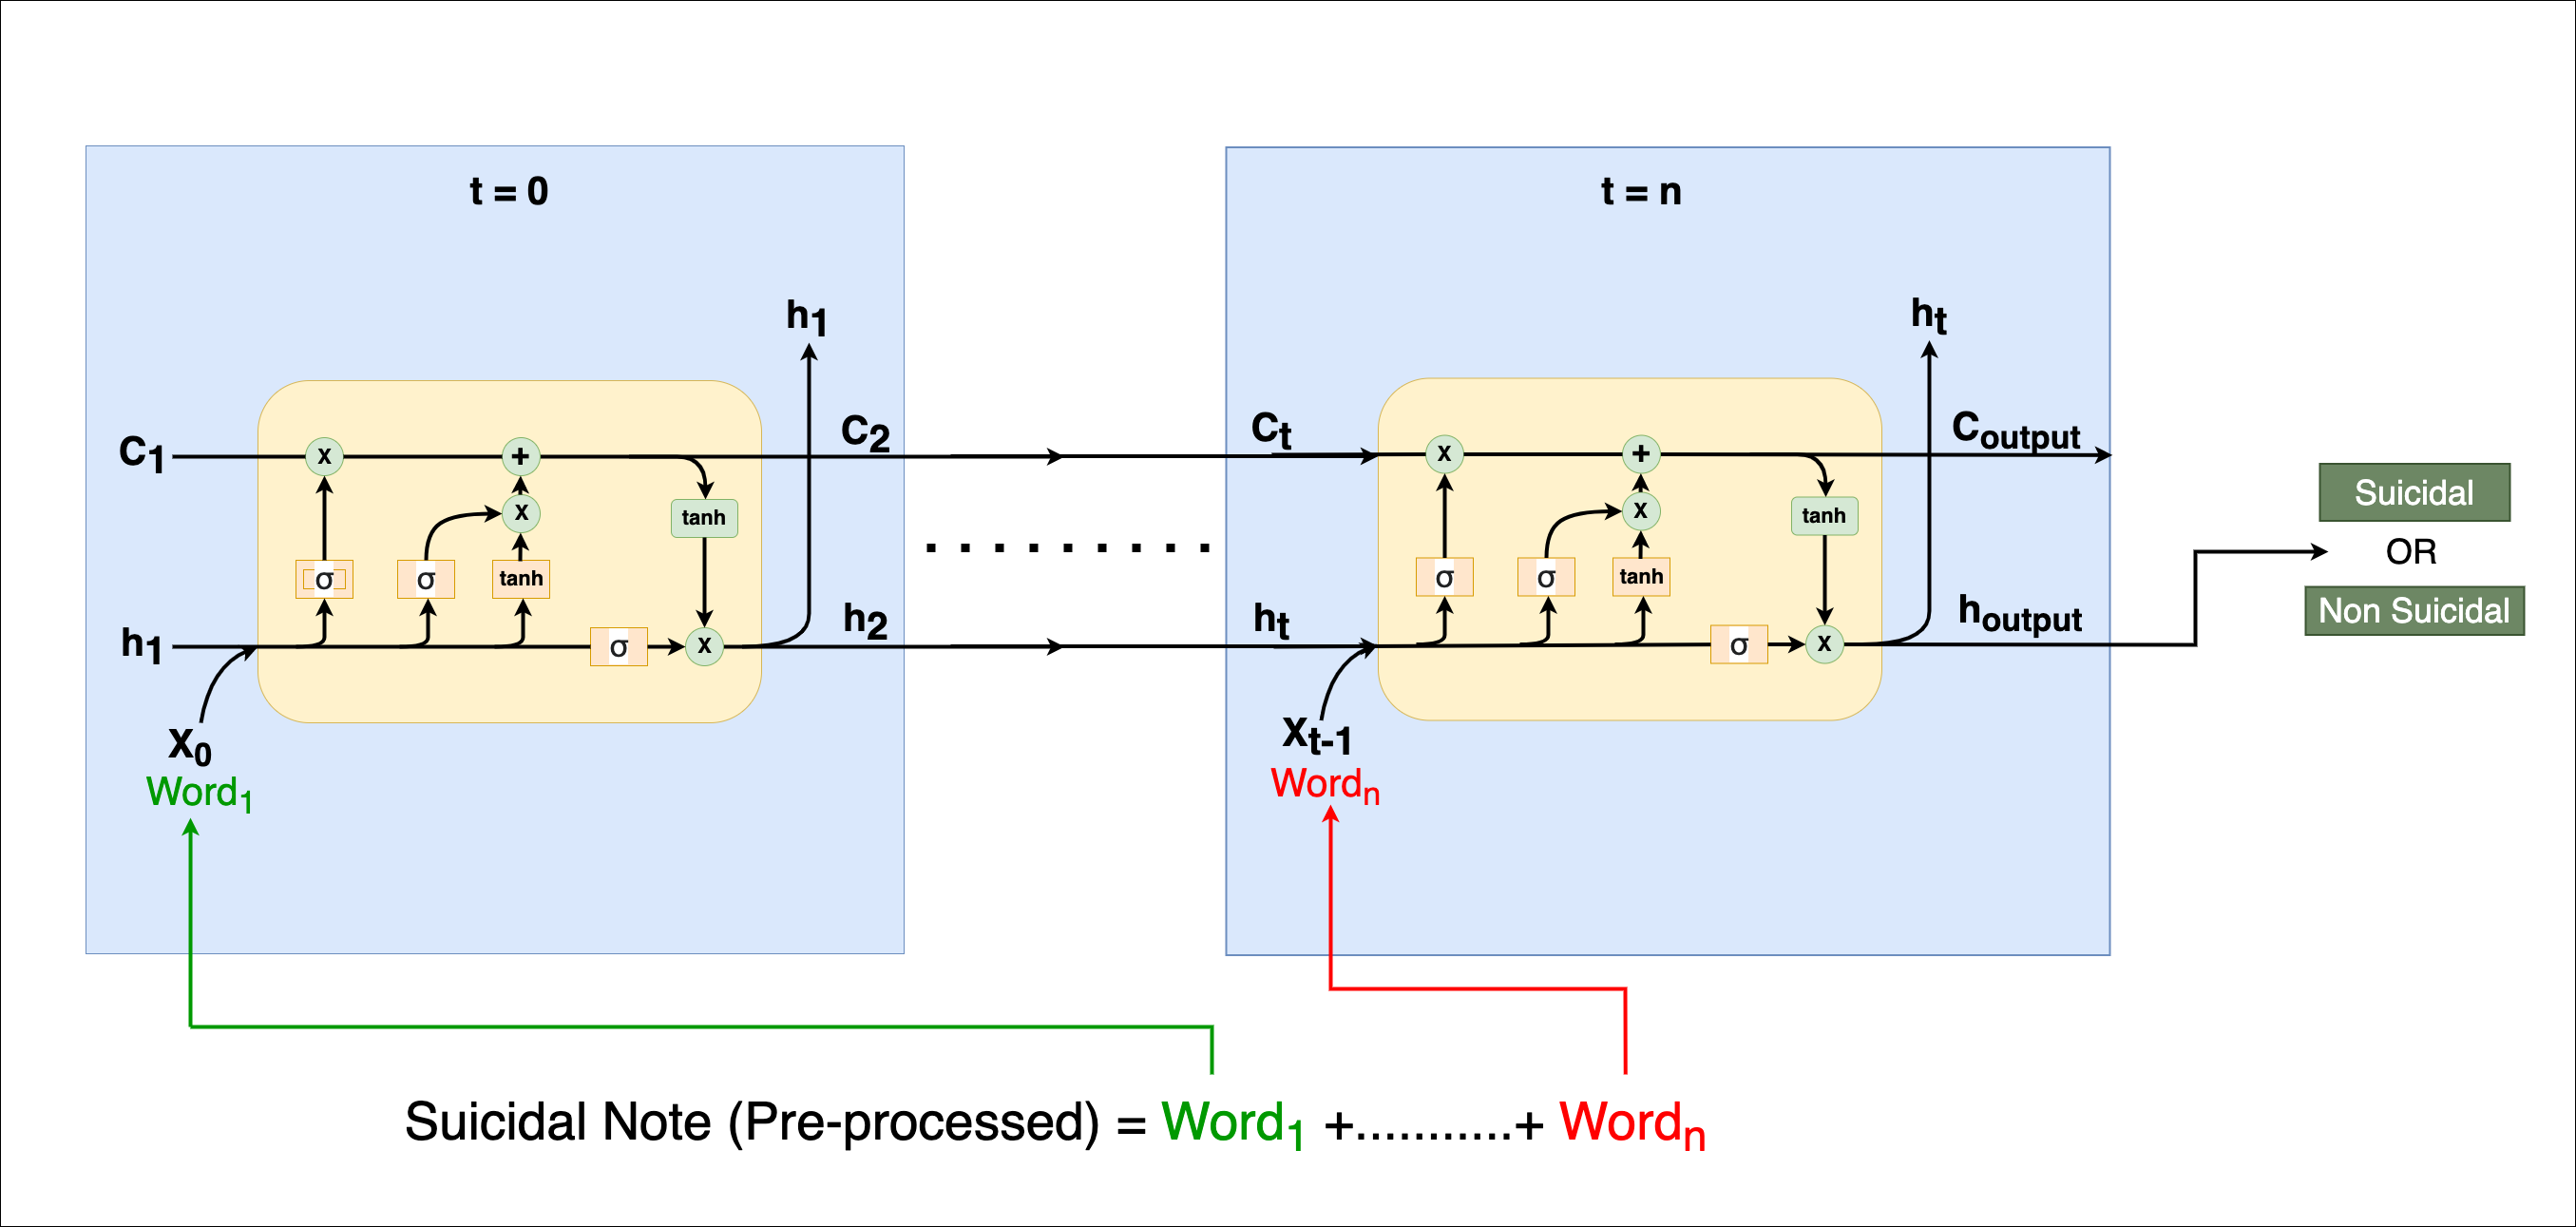 t = 0
t = n
h1
ht
C1
x
+
C2
Ct
x
+
Coutput
Suicidal
x
tanh
x
tanh
OR
σ
σ
tanh
σ
σ
tanh
Non Suicidal
h1
σ
x
h2
ht
σ
x
houtput
X0
Xt-1
Word1
Wordn
Suicidal Note (Pre-processed) = Word1 +...........+ Wordn